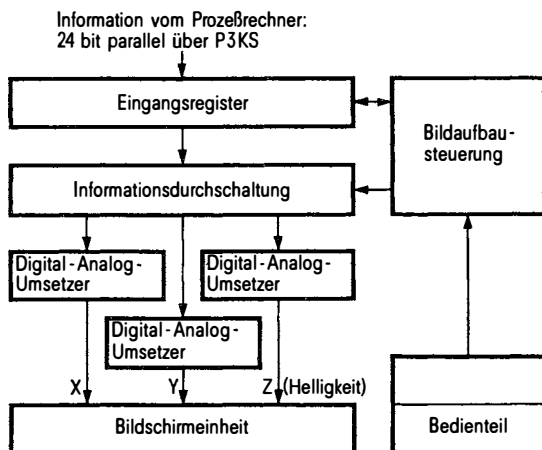 Information vom Prozeßrechner:
24 bit parallel über P3KS
Eingangsregister
Bildaufbau-
steuerung
Informationsdurchschaltung
Digital-Analog-
Umsetzer
Digital-Analog-
Umsetzer
Digital-Analog-
Umsetzer
X
Y
Z (Helligkeit)
Bildschirmeinheit
Bedienteil